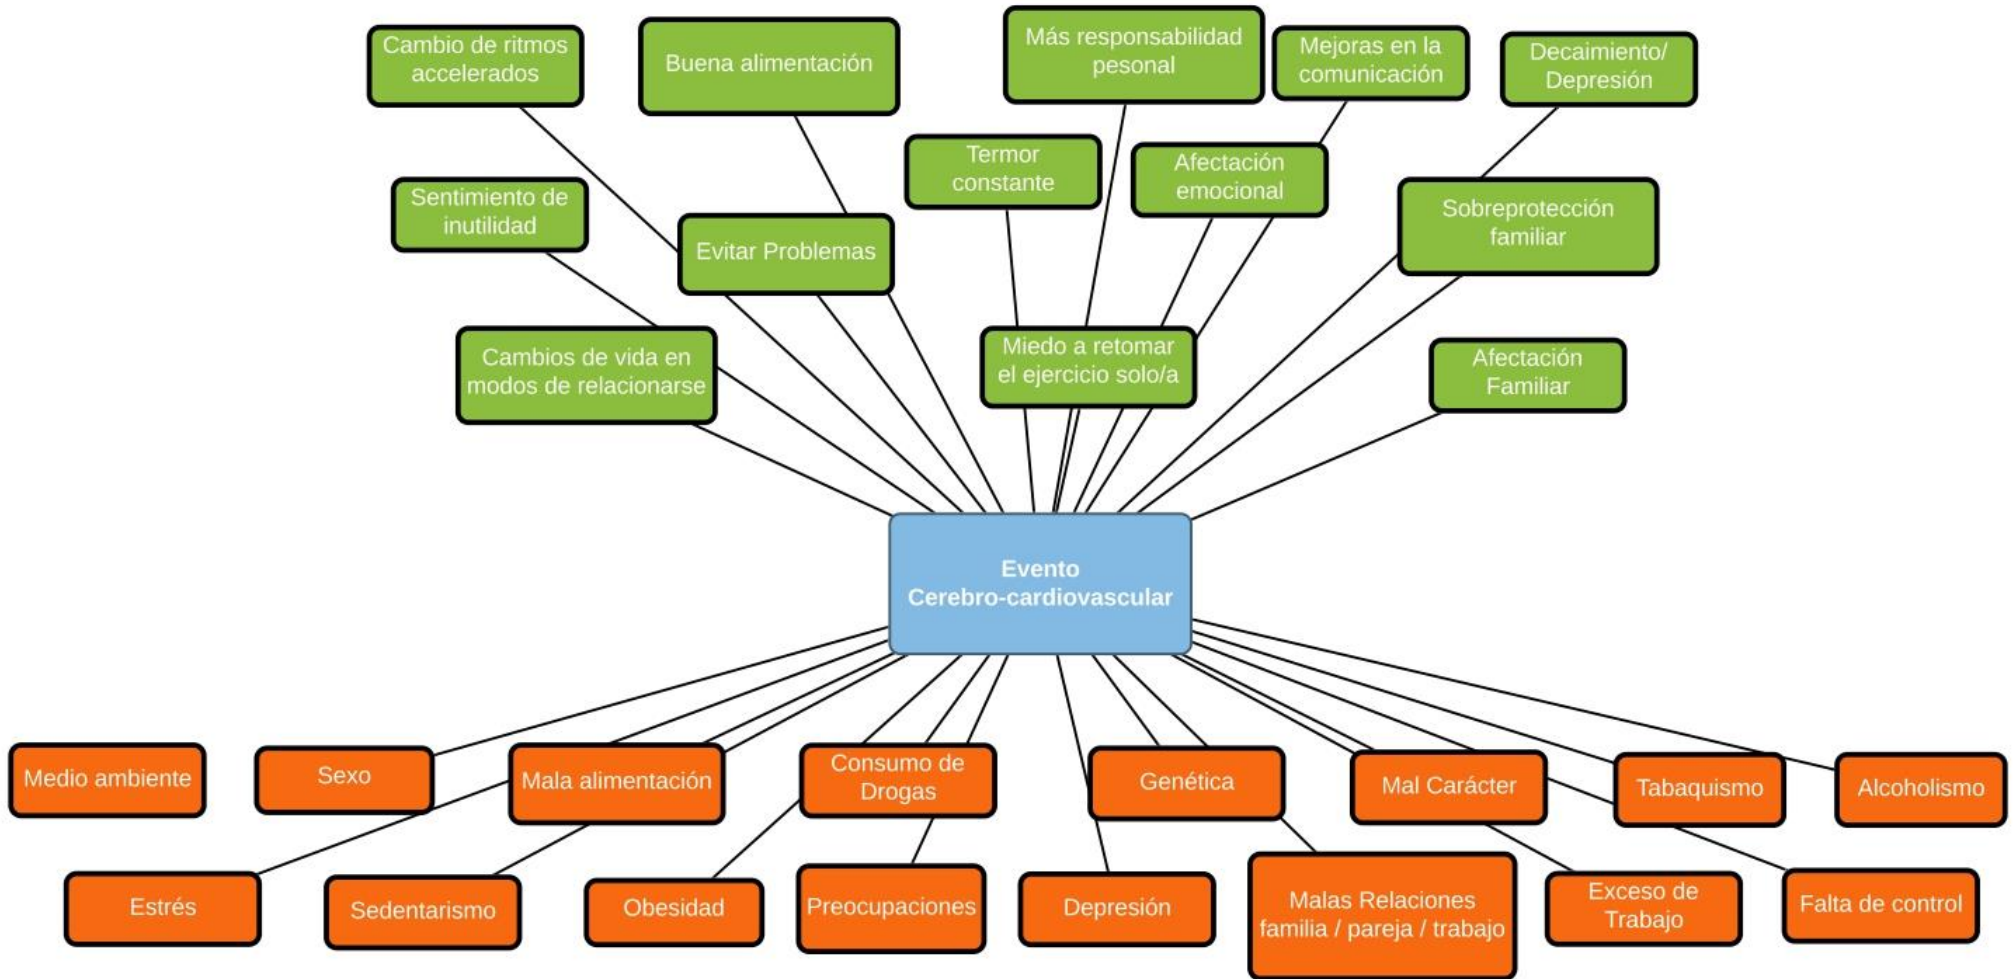 Cambio de ritmos
accelerados
Buena alimentación
Más responsabilidad
pesonal
Mejoras en la
comunicación
Decaimiento/
Depresión
Termor
constante
Afectación
emocional
Sentimiento de
inutilidad
Evitar Problemas
Sobreprotección
familiar
Cambios de vida en
modos de relacionarse
Miedo a retomar
el ejercicio solo/a
Afectación
Familiar
Evento
Cerebro-cardiovascular
Medio ambiente
Sexo
Mala alimentación
Consumo de
Drogas
Genética
Mal Carácter
Tabaquismo
Alcoholismo
Estrés
Sedentarismo
Obesidad
Preocupaciones
Depresión
Malas Relaciones
familia / pareja / trabajo
Exceso de
Trabajo
Falta de control